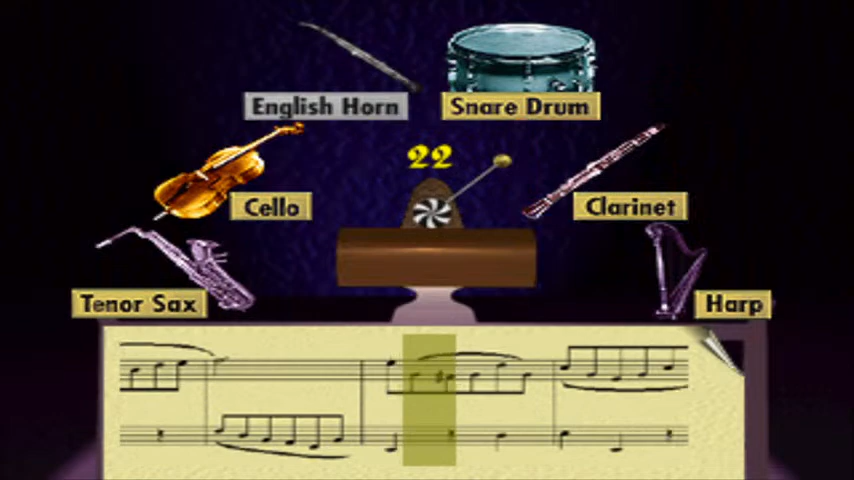 English Horn
Snare Drum
22
Cello
Clarinet
Tenor Sax
Harp